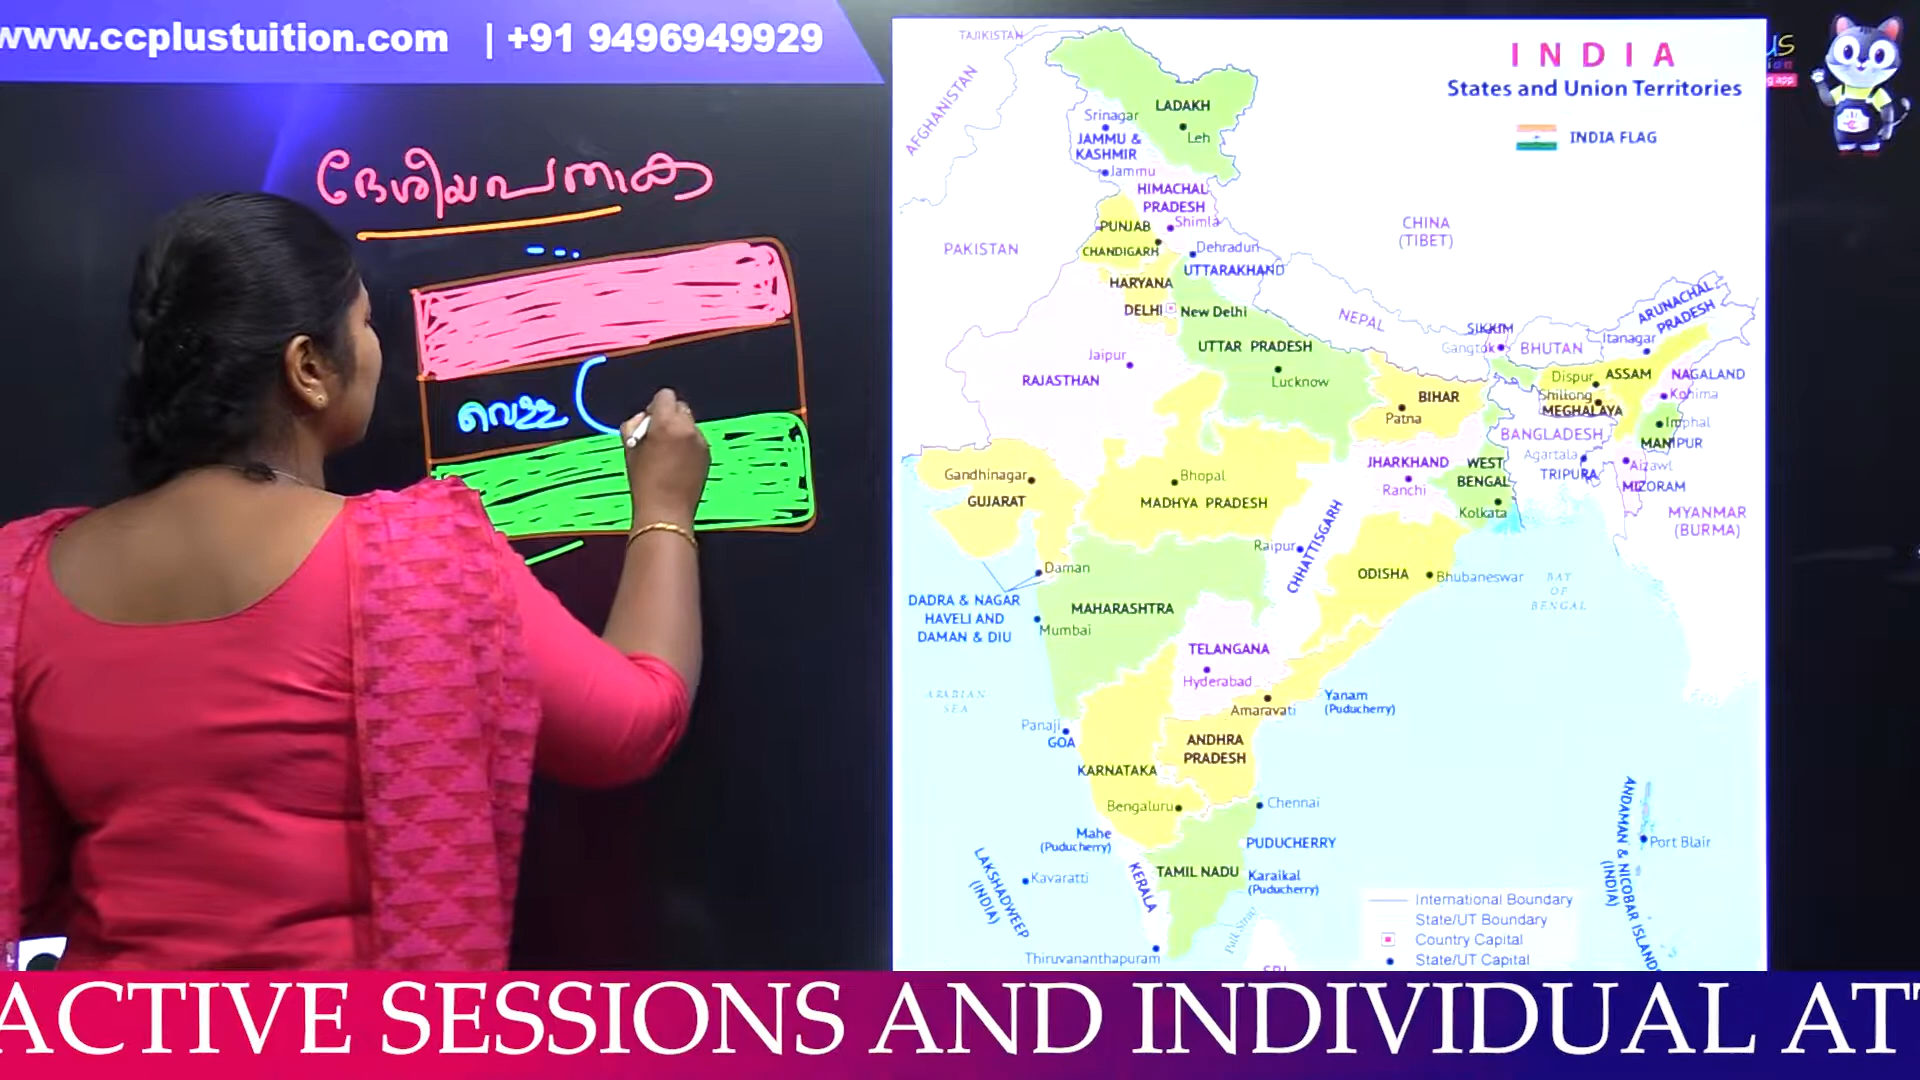 www.ccplustuition.com | +91 9496949929
ദേശീയപതാക
വെള്ള
INDIA
States and Union Territories
INDIA FLAG
TAJIKISTAN
AFGHANISTAN
LADAKH
Srinagar
Leh
JAMMU &
KASHMIR
Jammu
HIMACHAL
PRADESH
Shimla
CHINA
(TIBET)
PAKISTAN
PUNJAB
CHANDIGARH
Dehradun
UTTARAKHAND
HARYANA
DELHI
New Delhi
NEPAL
ARUNACHAL
PRADESH
SIKKIM
Gangtok
BHUTAN
Itanagar
UTTAR PRADESH
Jaipur
RAJASTHAN
Lucknow
BIHAR
Patna
Dispur
ASSAM
NAGALAND
Shillong
Kohima
MEGHALAYA
Imphal
BANGLADESH
MANIPUR
Agartala
TRIPURA
Aizawl
MIZORAM
JHARKHAND
Ranchi
WEST
BENGAL
Kolkata
MYANMAR
(BURMA)
Gandhinagar
GUJARAT
Bhopal
MADHYA PRADESH
CHHATTISGARH
Raipur
Daman
DADRA & NAGAR
HAVELI AND
DAMAN & DIU
MAHARASHTRA
Mumbai
ODISHA
Bhubaneswar
BAY
OF
BENGAL
TELANGANA
Hyderabad
ARABIAN
SEA
Amaravati
Yanam
(Puducherry)
Panaji
GOA
ANDHRA
PRADESH
KARNATAKA
Bengaluru
Chennai
Mahe
(Puducherry)
PUDUCHERRY
LAKSHADWEEP
(INDIA)
Kavaratti
KERALA
TAMIL NADU
Karaikal
(Puducherry)
Palk Strait
Thiruvananthapuram
ANDAMAN & NICOBAR ISLANDS
(INDIA)
Port Blair
International Boundary
State/UT Boundary
Country Capital
State/UT Capital
ACTIVE SESSIONS AND INDIVIDUAL AT